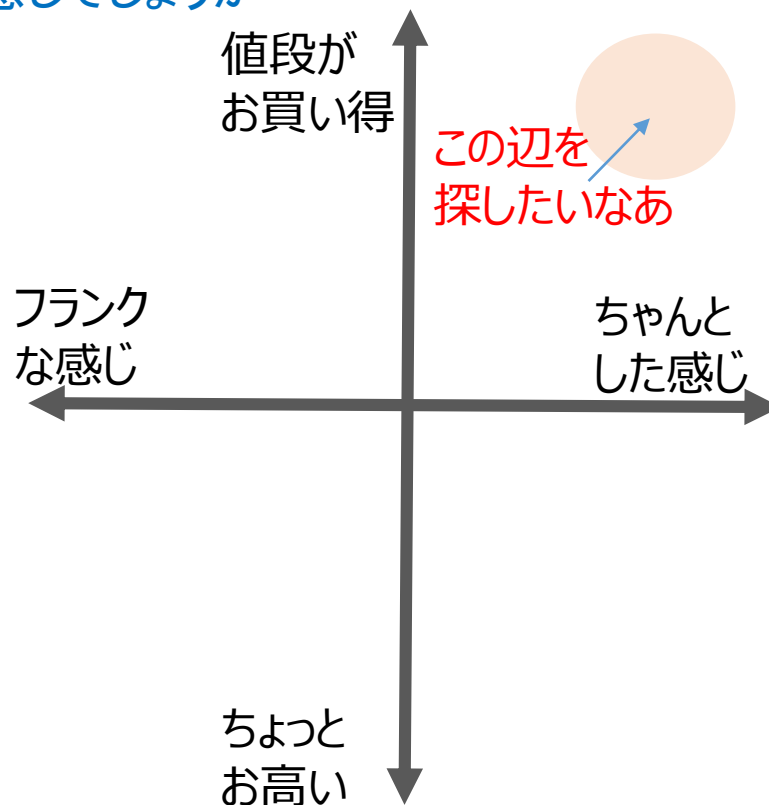 値段が
お買い得
この辺を
探したいなあ
フランク
な感じ
ちゃんと
した感じ
ちょっと
お高い